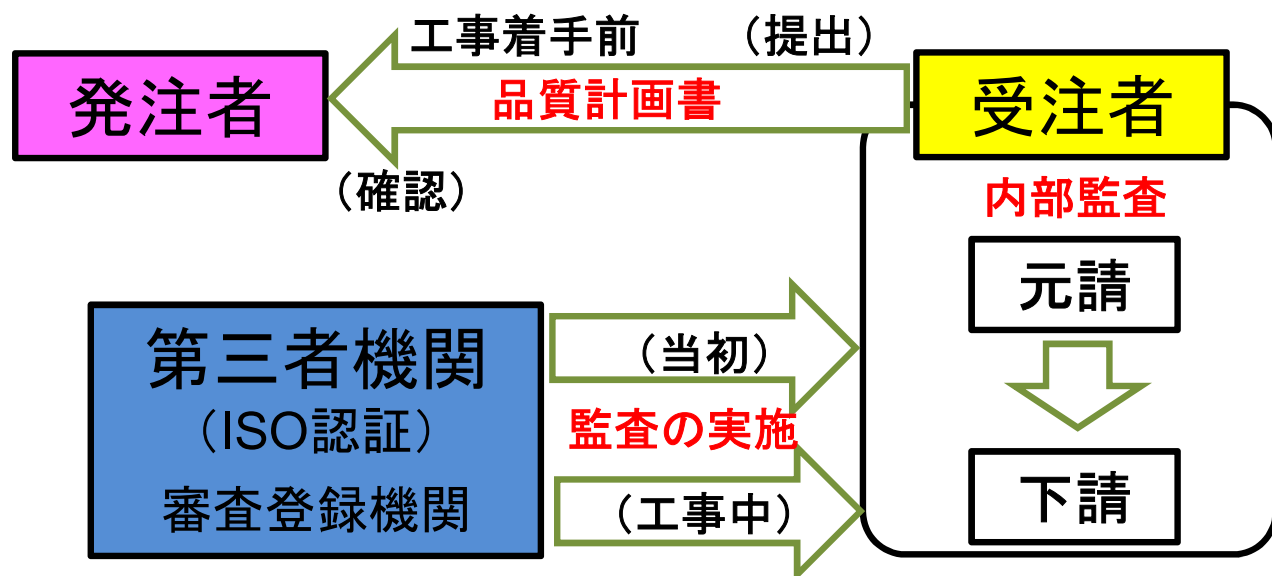 工事着手前 （提出）
発注者
品質計画書
受注者
（確認）
内部監査
元請
第三者機関
（ISO認証）
審査登録機関
（当初）
監査の実施
（工事中）
下請